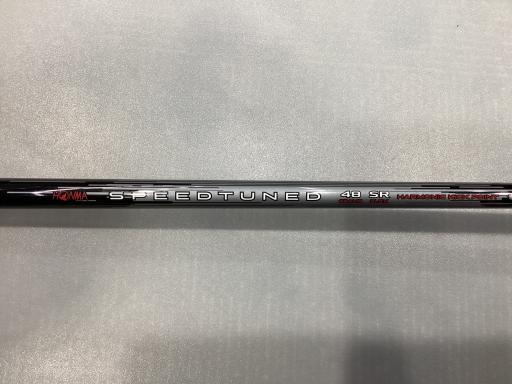 HONMA SPEEDTUNED 48 SR HARMONIC KICK POINT